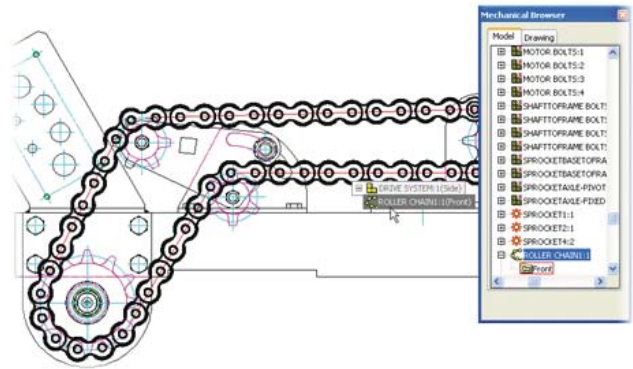 Mechanical Browser
Model
Drawing
MOTOR BOLTS:1
MOTOR BOLTS:2
MOTOR BOLTS:3
MOTOR BOLTS:4
SHAFTTOFRAME BOLTS
SHAFTTOFRAME BOLTS
SHAFTTOFRAME BOLTS
SHAFTTOFRAME BOLTS
SPROCKETBASETOFRA
SPROCKETBASETOFRA
SPROCKETAXLE-PIVOT
SPROCKETAXLE-FIXED
SPROCKET1:1
SPROCKET2:1
SPROCKET4:2
ROLLER CHAIN1:1
Front
DRIVE SYSTEM:1(Side)
ROLLER CHAIN1:1(Front)